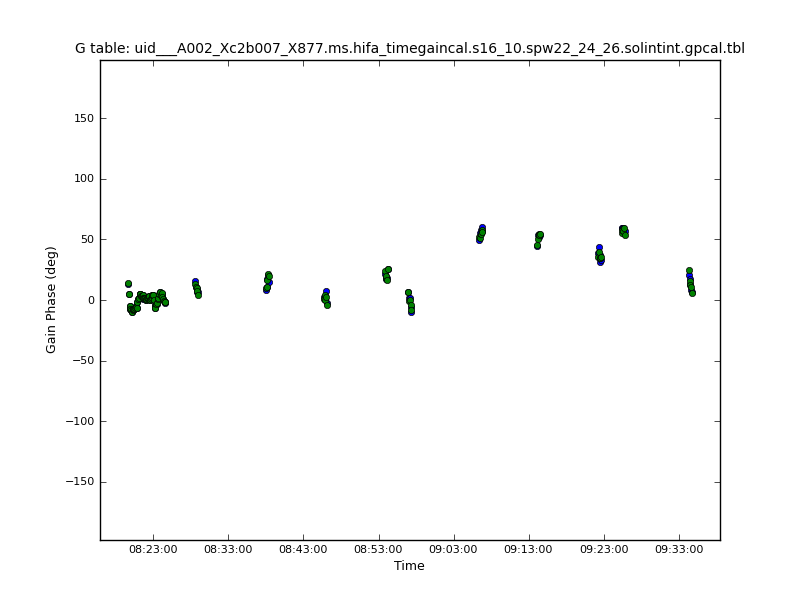 G table: uid___A002_Xc2b007_X877.ms.hifa_timegaincal.s16_10.spw22_24_26.solintint.gpcal.tbl
150
100
50
0
−50
−100
−150
Gain Phase (deg)
08:23:00 08:33:00 08:43:00 08:53:00 09:03:00 09:13:00 09:23:00 09:33:00
Time